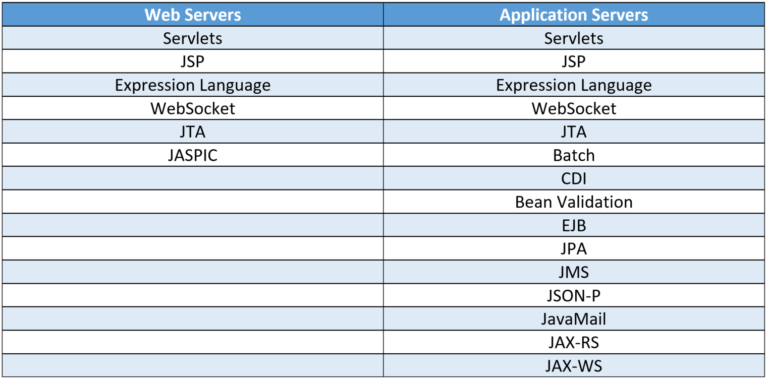 Web Servers Application Servers
Servlets Servlets
JSP JSP
Expression Language Expression Language
WebSocket WebSocket
JTA JTA
JASPIC Batch
CDI
Bean Validation
EJB
JPA
JMS
JSON-P
JavaMail
JAX-RS
JAX-WS